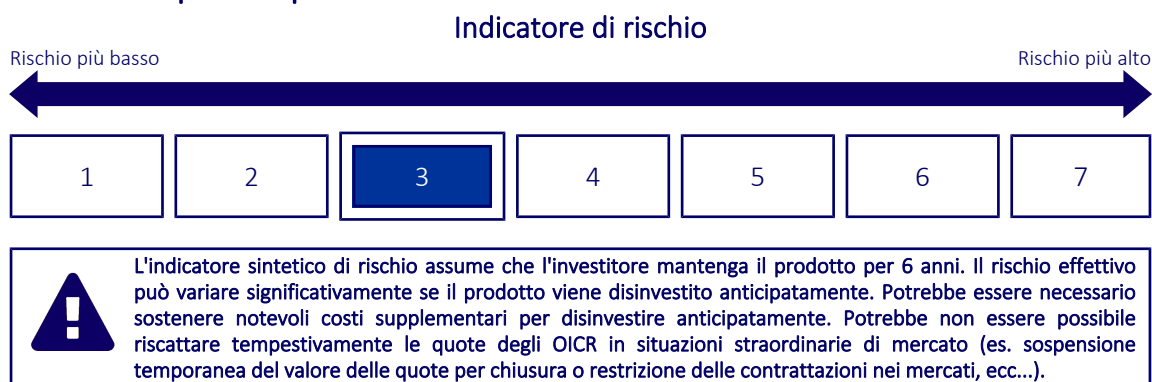 Indicatore di rischio
Rischio più basso
Rischio più alto
1
2
3
4
5
6
7
L'indicatore sintetico di rischio assume che l'investitore mantenga il prodotto per 6 anni. Il rischio effettivo
può variare significativamente se il prodotto viene disinvestito anticipatamente. Potrebbe essere necessario
sostenere notevoli costi supplementari per disinvestire anticipatamente. Potrebbe non essere possibile
riscattare tempestivamente le quote degli OICR in situazioni straordinarie di mercato (es. sospensione
temporanea del valore delle quote per chiusura o restrizione delle contrattazioni nei mercati, ecc...).